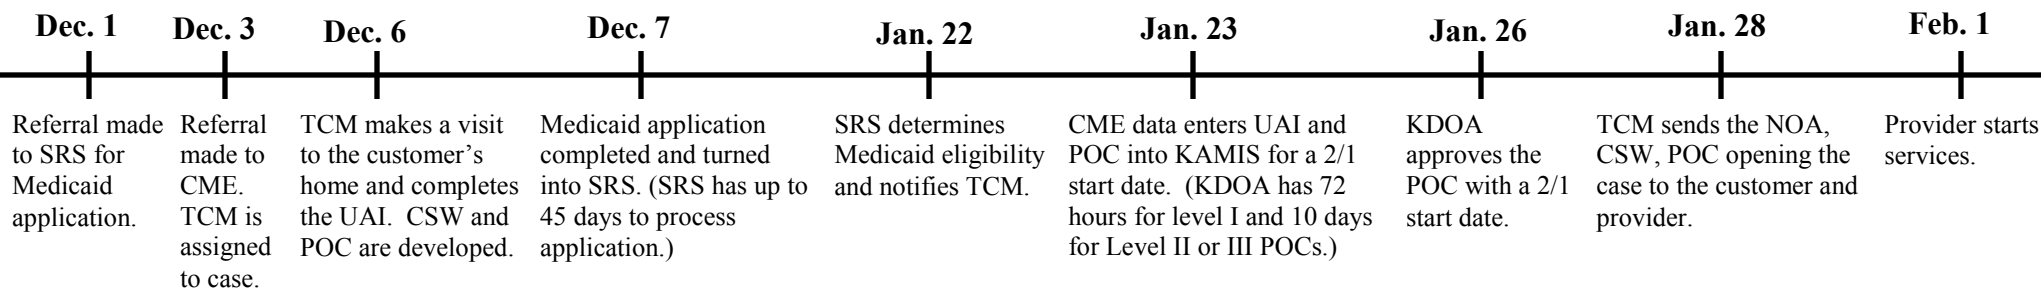 Dec. 1
Referral made
to SRS for
Medicaid
application.
Dec. 3
Referral
made to
CME.
TCM is
assigned
to case.
Dec. 6
TCM makes a visit
to the customer's
home and completes
the UAI.  CSW and
POC are developed.
Dec. 7
Medicaid application
completed and turned
into SRS. (SRS has up to
45 days to process
application.)
Jan. 22
SRS determines
Medicaid eligibility
and notifies TCM.
Jan. 23
CME data enters UAI and
POC into KAMIS for a 2/1
start date.  (KDOA has 72
hours for level I and 10 days
for Level II or III POCs.)
Jan. 26
KDOA
approves the
POC with a 2/1
start date.
Jan. 28
TCM sends the NOA,
CSW, POC opening the
case to the customer and
provider.
Feb. 1
Provider starts
services.